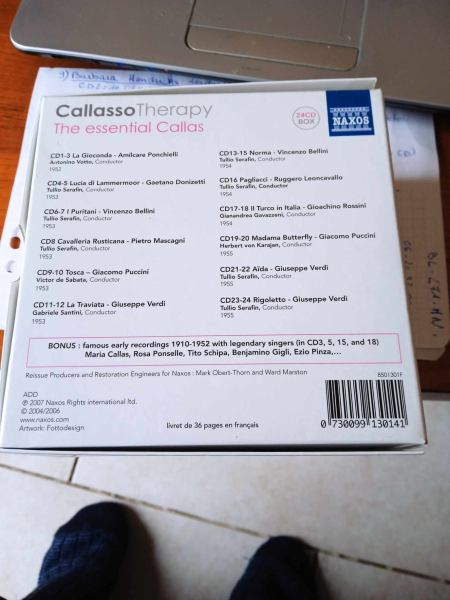 9) Barbara Hendricks
CallassoTherapy
The essential Callas
24CD
BOX
NAXOS
CD1-3 La Gioconda - Amilcare Ponchielli
Antonino Votto, Conductor
1952
CD4-5 Lucia di Lammermoor - Gaetano Donizetti
Tullio Serafin, Conductor
1953
CD6-7 I Puritani - Vincenzo Bellini
Tullio Serafin, Conductor
1953
CD8 Cavalleria Rusticana - Pietro Mascagni
Tullio Serafin, Conductor
1953
CD9-10 Tosca – Giacomo Puccini
Victor de Sabata, Conductor
1953
CD11-12 La Traviata - Giuseppe Verdi
Gabriele Santini, Conductor
1953
CD13-15 Norma - Vincenzo Bellini
Tullio Serafin, Conductor
1954
CD16 Pagliacci - Ruggero Leoncavallo
Tullio Serafin, Conductor
1954
CD17-18 Il Turco in Italia - Gioachino Rossini
Gianandrea Gavazzeni, Conductor
1954
CD19-20 Madama Butterfly - Giacomo Puccini
Herbert von Karajan, Conductor
1955
CD21-22 Aïda - Giuseppe Verdi
Tullio Serafin, Conductor
1955
CD23-24 Rigoletto - Giuseppe Verdi
Tullio Serafin, Conductor
1955
BONUS : famous early recordings 1910-1952 with legendary singers (in CD3, 5, 15, and 18)
Maria Callas, Rosa Ponselle, Tito Schipa, Benjamino Gigli, Ezio Pinza,...
Reissue Producers and Restoration Engineers for Naxos : Mark Obert-Thorn and Ward Marston
8501301F
ADD
℗ 2007 Naxos Rights international ltd.
© 2004/2006
www.naxos.com
Artwork: Fottodesign
livret de 36 pages en français
0 730099 130141